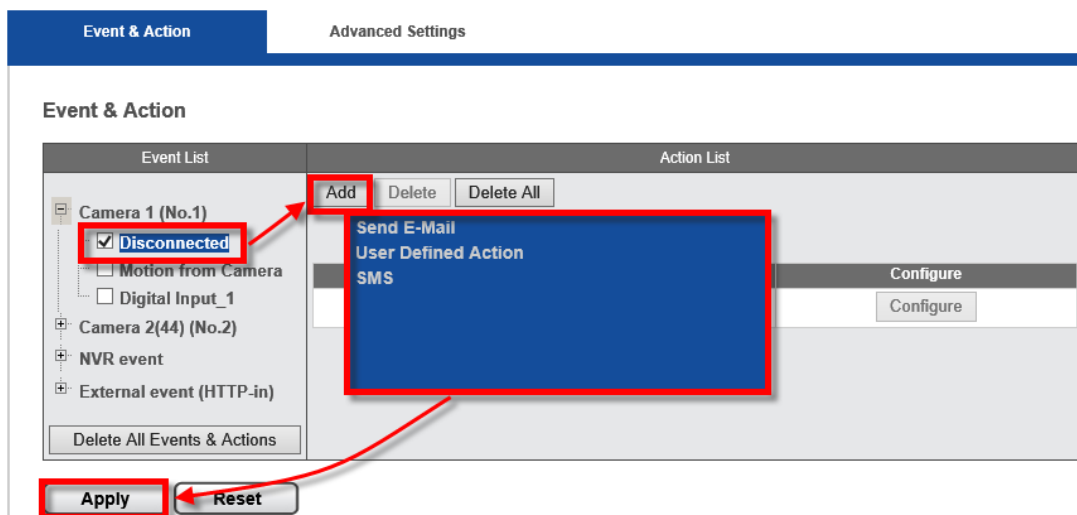 Event & Action
Advanced Settings
Event & Action
Event List
Action List
Add
Delete
Delete All
Camera 1 (No.1)
Disconnected
Motion from Camera
Digital Input_1
Camera 2(44) (No.2)
NVR event
External event (HTTP-in)
Send E-Mail
User Defined Action
SMS
Configure
Configure
Delete All Events & Actions
Apply
Reset